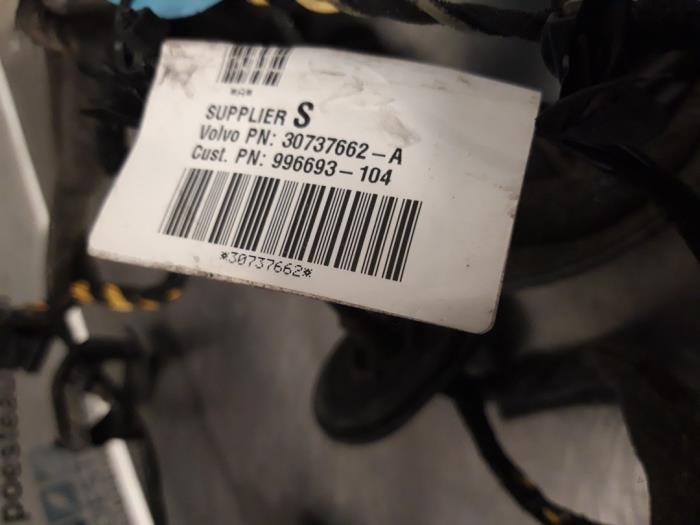 SUPPLIER S
Volvo PN: 30737662-A
Cust. PN: 996693-104
*30737662*